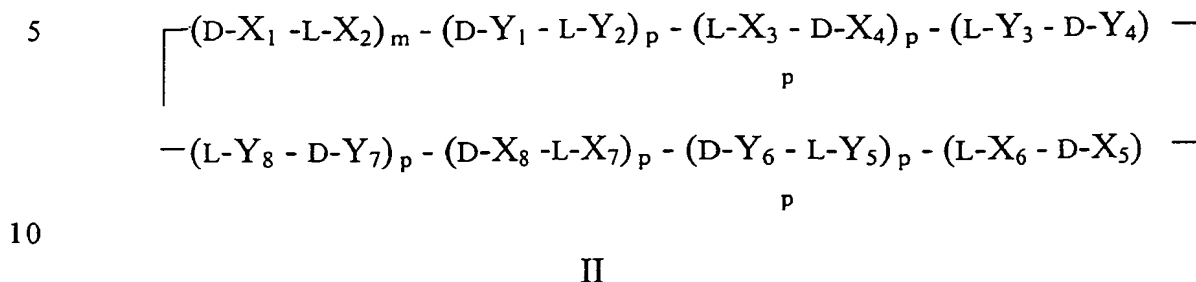 5 (D-X₁ -L-X₂)ₘ - (D-Y₁ - L-Y₂)ₚ - (L-X₃ - D-X₄)ₚ - (L-Y₃ - D-Y₄) —
p
—(L-Y₈ - D-Y₇)ₚ - (D-X₈ -L-X₇)ₚ - (D-Y₆ - L-Y₅)ₚ - (L-X₆ - D-X₅) —
p
10
II